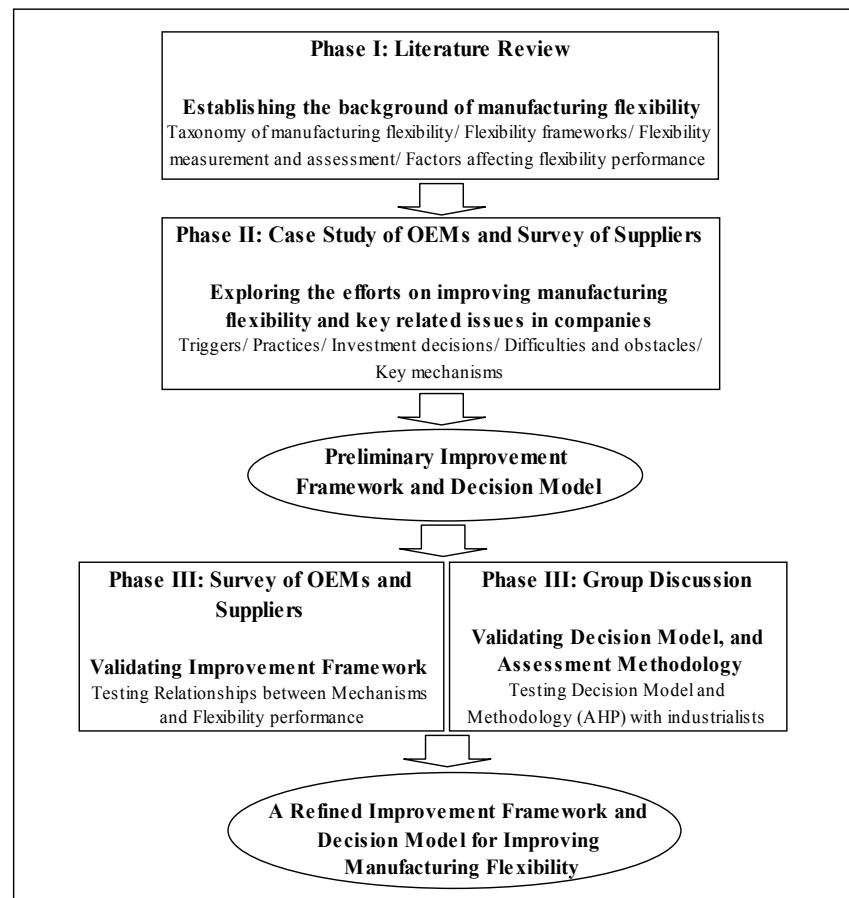 Phase I: Literature Review
Establishing the background of manufacturing flexibility
Taxonomy of manufacturing flexibility/ Flexibility frameworks/ Flexibility
measurement and assessment/ Factors affecting flexibility performance
Phase II: Case Study of OEMs and Survey of Suppliers
Exploring the efforts on improving manufacturing
flexibility and key related issues in companies
Triggers/ Practices/ Investment decisions/ Difficulties and obstacles/
Key mechanisms
Preliminary Improvement
Framework and Decision Model
Phase III: Survey of OEMs and
Suppliers
Validating Improvement Framework
Testing Relationships between Mechanisms
and Flexibility performance
Phase III: Group Discussion
Validating Decision Model, and
Assessment Methodology
Testing Decision Model and
Methodology (AHP) with industrialists
A Refined Improvement Framework and
Decision Model for Improving
Manufacturing Flexibility